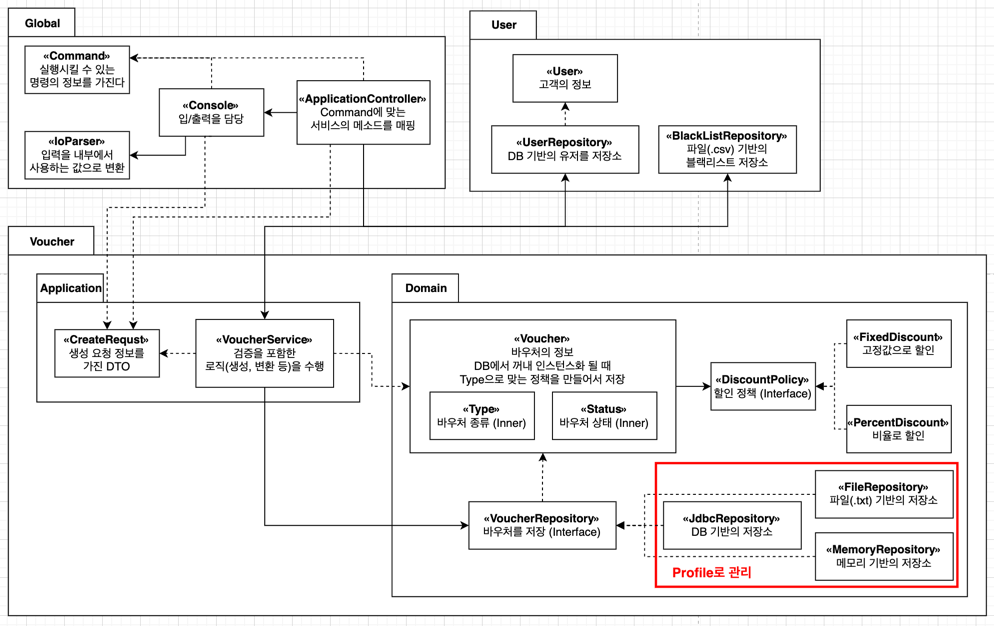 Global
«Command»
실행시킬 수 있는
명령의 정보를 가진다
«Console»
입/출력을 담당
«ApplicationController»
Command에 맞는
서비스의 메소드를 매핑
«IoParser»
입력을 내부에서
사용하는 값으로 변환
User
«User»
고객의 정보
«UserRepository»
DB 기반의 유저를 저장소
«BlackListRepository»
파일(.csv) 기반의
블랙리스트 저장소
Voucher
Application
«CreateRequst»
생성 요청 정보를
가진 DTO
«VoucherService»
검증을 포함한
로직(생성, 변환 등)을 수행
Domain
«Voucher»
바우처의 정보
DB에서 꺼내 인스턴스화 될 때
Type으로 맞는 정책을 만들어서 저장
«Type»
바우처 종류 (Inner)
«Status»
바우처 상태 (Inner)
«DiscountPolicy»
할인 정책 (Interface)
«FixedDiscount»
고정값으로 할인
«PercentDiscount»
비율로 할인
«VoucherRepository»
바우처를 저장 (Interface)
«JdbcRepository»
DB 기반의 저장소
«FileRepository»
파일(.txt) 기반의 저장소
«MemoryRepository»
메모리 기반의 저장소
Profile로 관리